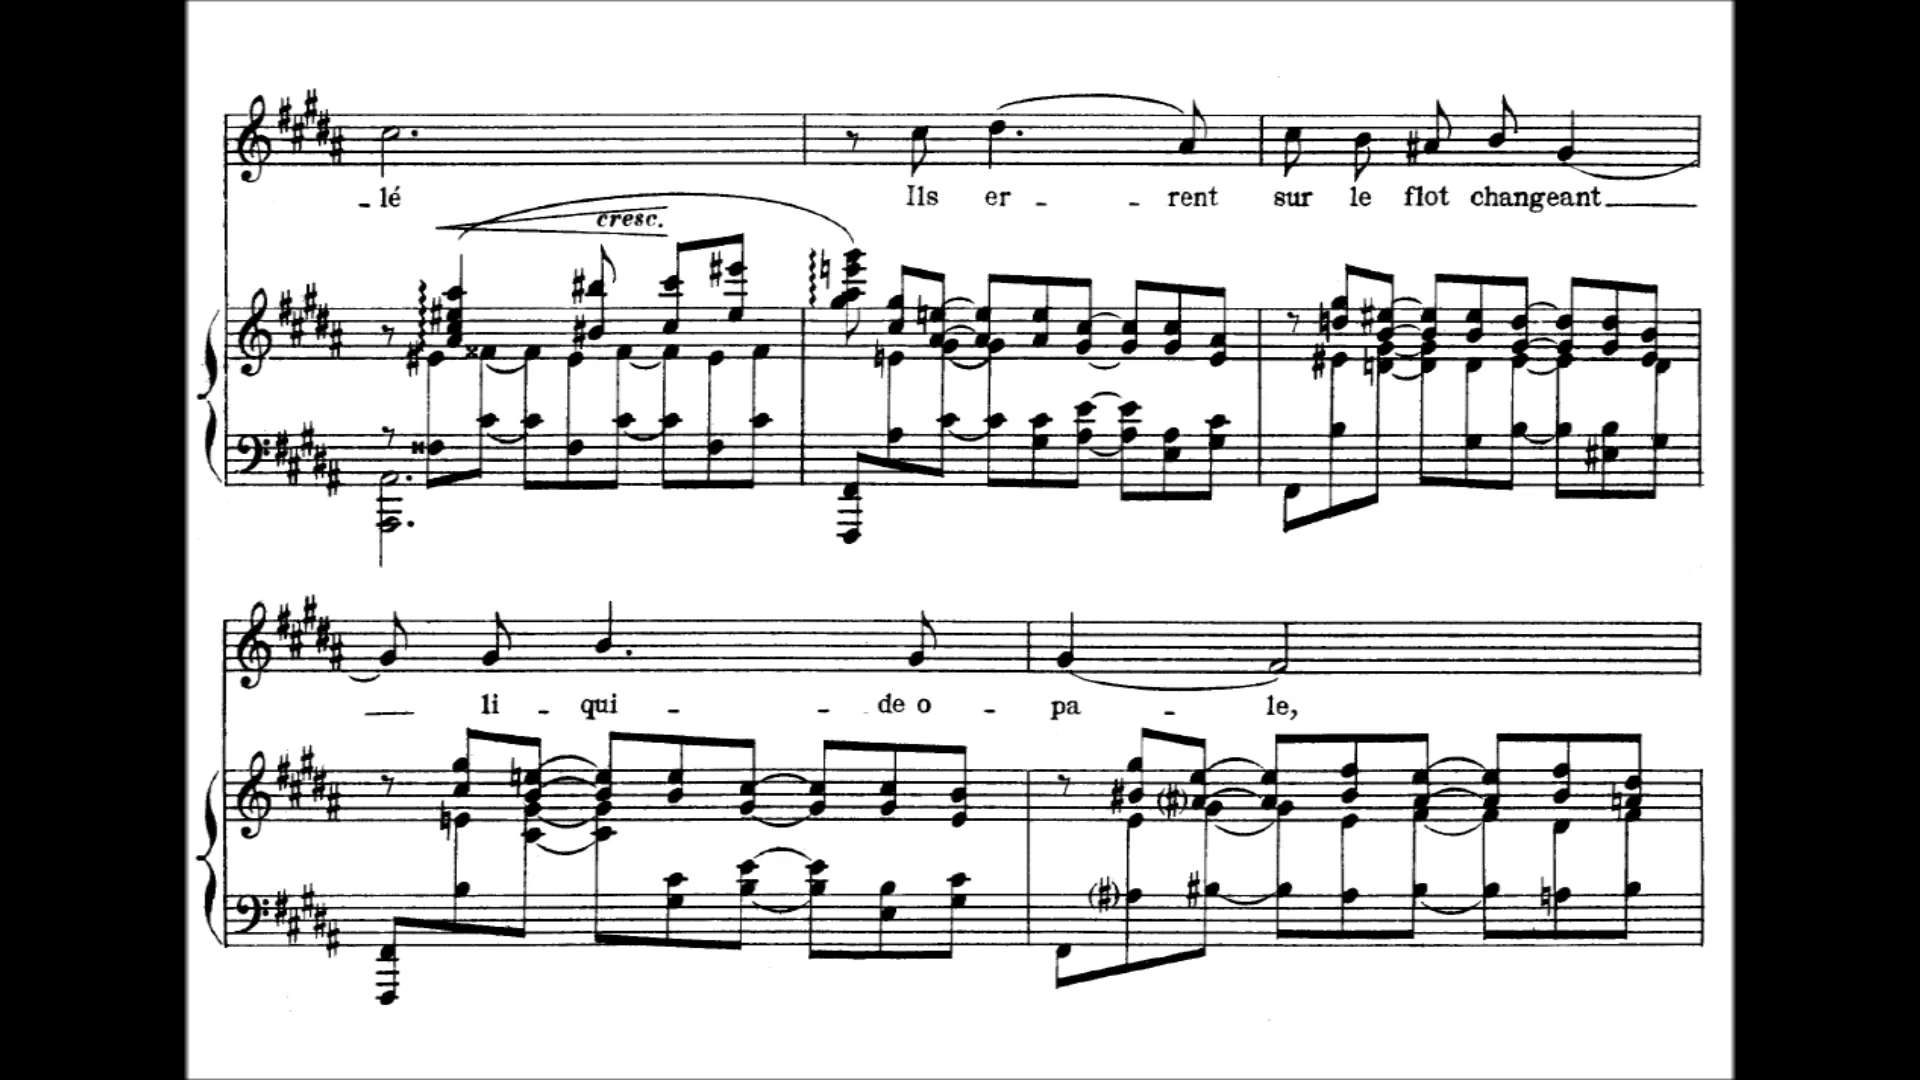 - lé Ils er - - rent sur le flot changeant
cresc.
li - qui - - de o - pa - le,